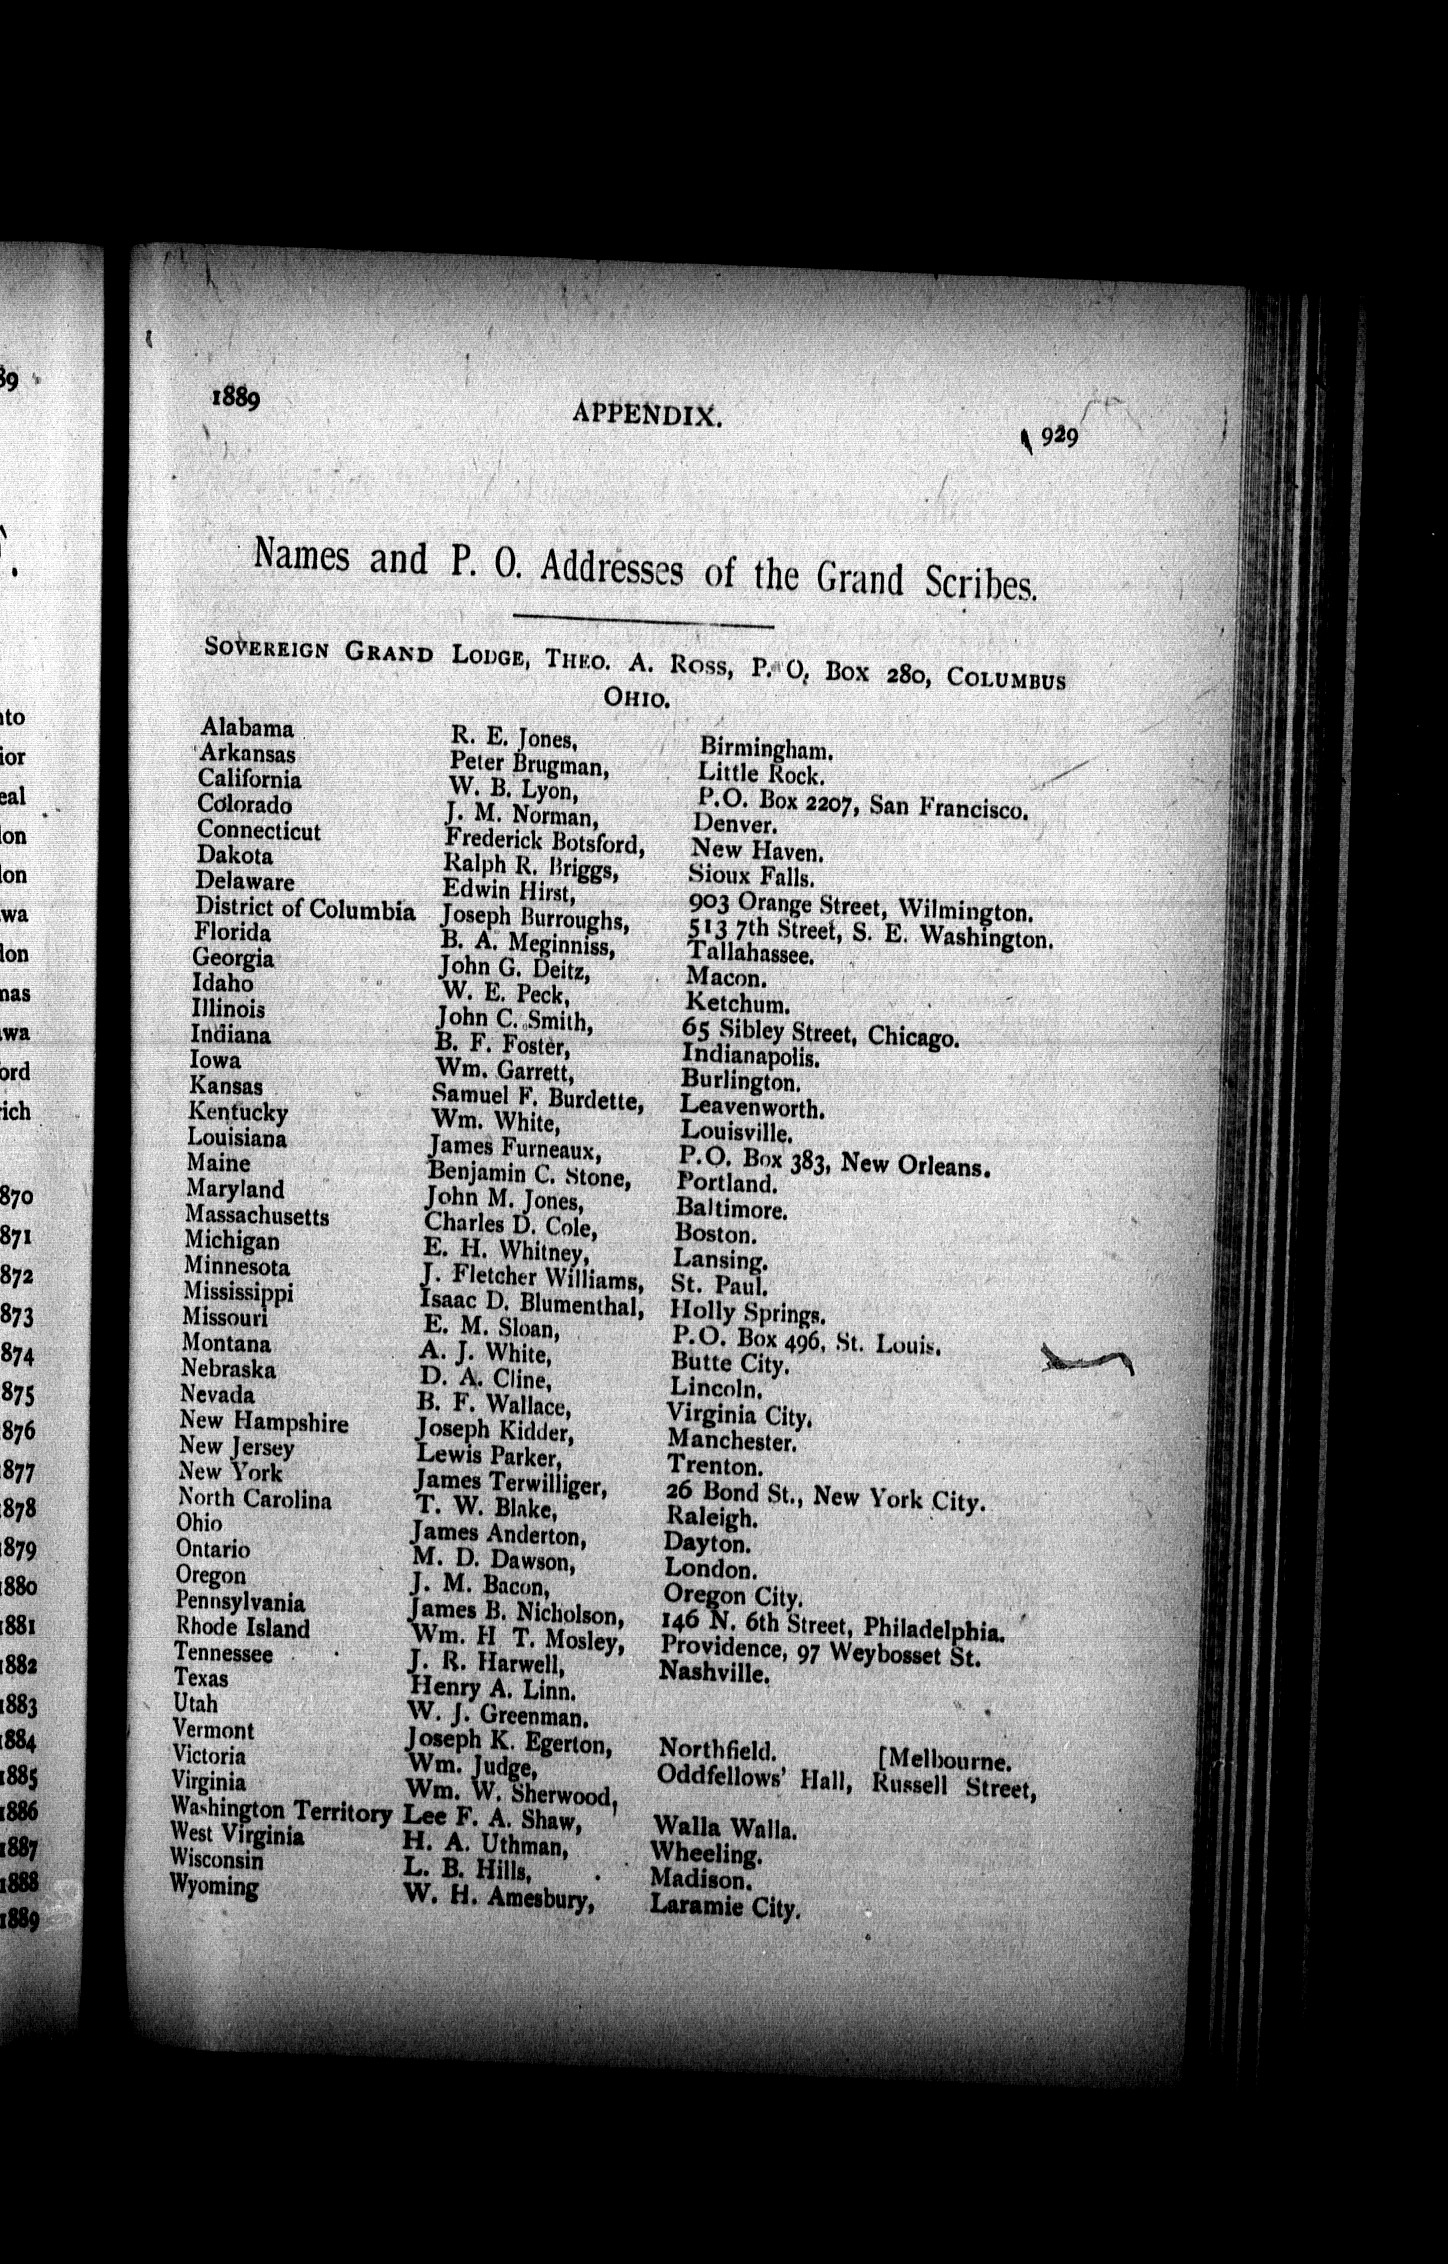 1889 APPENDIX. 929
Names and P. O. Addresses of the Grand Scribes.
SOVEREIGN GRAND LODGE, THEO. A. ROSS, P. O. BOX 280, COLUMBUS
OHIO.
Alabama R. E. Jones, Birmingham.
Arkansas Peter Brugman, Little Rock.
California W. B. Lyon, P.O. Box 2207, San Francisco.
Colorado J. M. Norman, Denver.
Connecticut Frederick Botsford, New Haven.
Dakota Ralph R. Briggs, Sioux Falls.
Delaware Edwin Hirst, 903 Orange Street, Wilmington.
District of Columbia Joseph Burroughs, 513 7th Street, S. E. Washington.
Florida B. A. Meginniss, Tallahassee.
Georgia John G. Deitz, Macon.
Idaho W. E. Peck, Ketchum.
Illinois John C. Smith, 65 Sibley Street, Chicago.
Indiana B. F. Foster, Indianapolis.
Iowa Wm. Garrett, Burlington.
Kansas Samuel F. Burdette, Leavenworth.
Kentucky Wm. White, Louisville.
Louisiana James Furneaux, P.O. Box 383, New Orleans.
Maine Benjamin C. Stone, Portland.
Maryland John M. Jones, Baltimore.
Massachusetts Charles D. Cole, Boston.
Michigan E. H. Whitney, Lansing.
Minnesota J. Fletcher Williams, St. Paul.
Mississippi Isaac D. Blumenthal, Holly Springs.
Missouri E. M. Sloan, P.O. Box 496, St. Louis.
Montana A. J. White, Butte City.
Nebraska D. A. Cline, Lincoln.
Nevada B. F. Wallace, Virginia City.
New Hampshire Joseph Kidder, Manchester.
New Jersey Lewis Parker, Trenton.
New York James Terwilliger, 26 Bond St., New York City.
North Carolina T. W. Blake, Raleigh.
Ohio James Anderton, Dayton.
Ontario M. D. Dawson, London.
Oregon J. M. Bacon, Oregon City.
Pennsylvania James B. Nicholson, 146 N. 6th Street, Philadelphia.
Rhode Island Wm. H T. Mosley, Providence, 97 Weybosset St.
Tennessee J. R. Harwell, Nashville.
Texas Henry A. Linn.
Utah W. J. Greenman.
Vermont Joseph K. Egerton, Northfield. [Melbourne.
Victoria Wm. Judge, Oddfellows' Hall, Russell Street,
Virginia Wm. W. Sherwood,
Washington Territory Lee F. A. Shaw, Walla Walla.
West Virginia H. A. Uthman, Wheeling.
Wisconsin L. B. Hills, Madison.
Wyoming W. H. Amesbury, Laramie City.